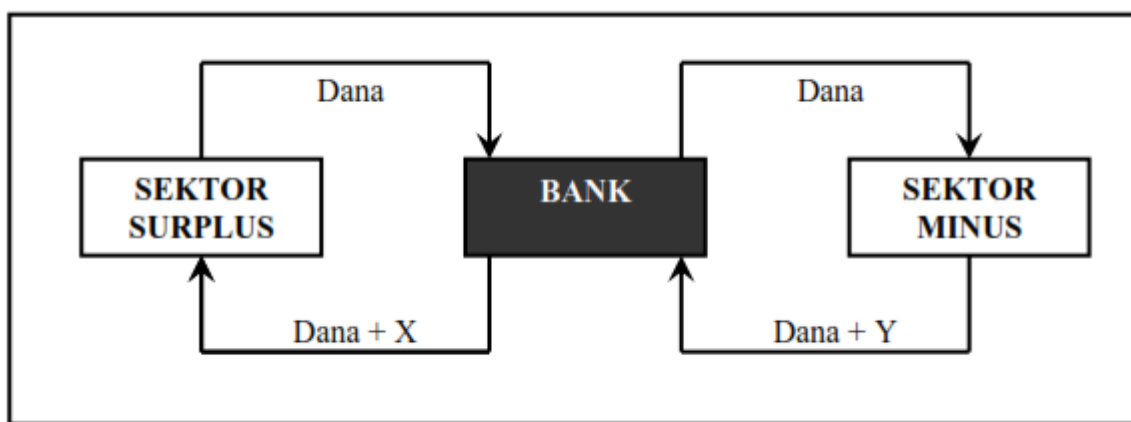 Dana
Dana
SEKTOR
SURPLUS
BANK
SEKTOR
MINUS
Dana + X
Dana + Y